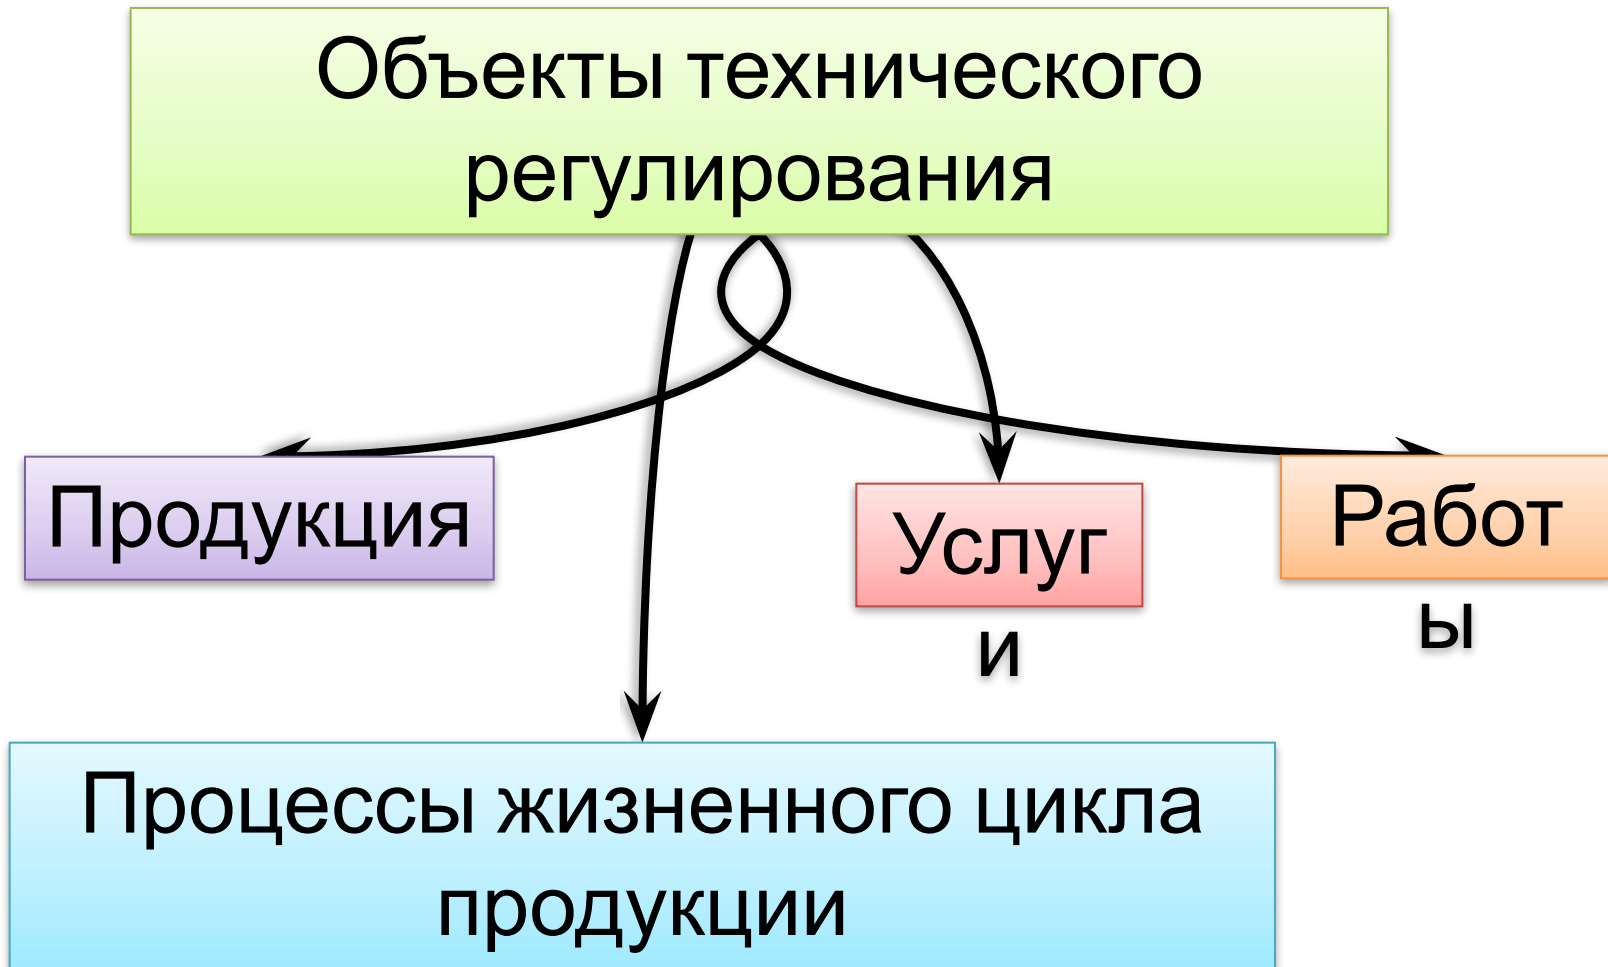 Объекты технического
регулирования
Продукция
Услуг
и
Работ
ы
Процессы жизненного цикла
продукции